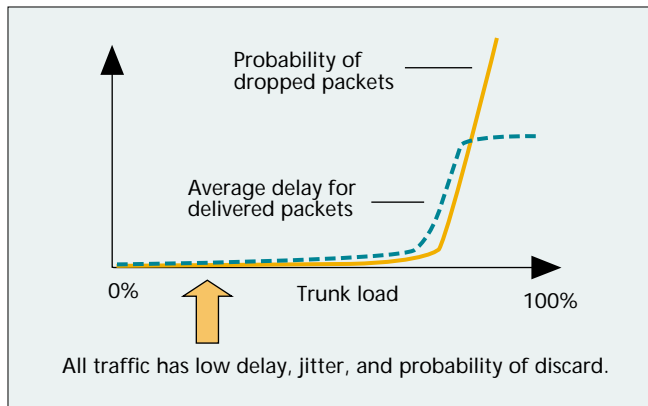 Probability of
dropped packets
Average delay for
delivered packets
0%
Trunk load
100%
All traffic has low delay, jitter, and probability of discard.